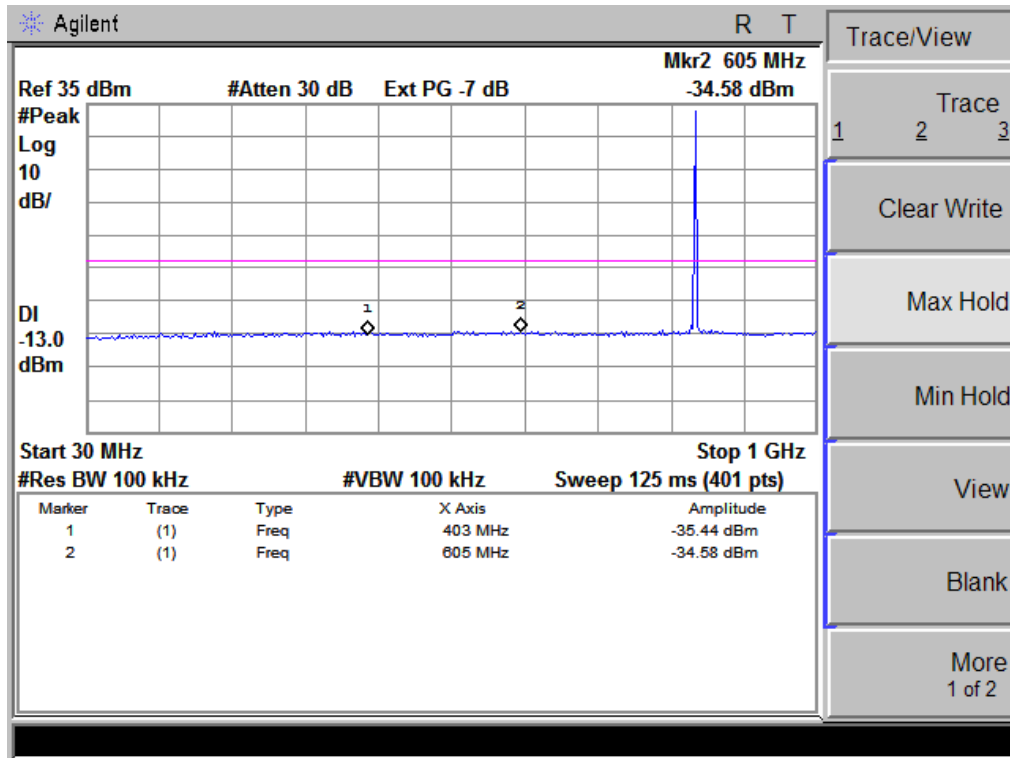 Agilent R T
Mkr2 605 MHz
Ref 35 dBm #Atten 30 dB Ext PG -7 dB -34.58 dBm
#Peak
Log
10
dB/
1 2
DI
-13.0
dBm
Start 30 MHz Stop 1 GHz
#Res BW 100 kHz #VBW 100 kHz Sweep 125 ms (401 pts)
Marker Trace Type X Axis Amplitude
1 (1) Freq 403 MHz -35.44 dBm
2 (1) Freq 605 MHz -34.58 dBm
Trace/View
Trace
1 2 3
Clear Write
Max Hold
Min Hold
View
Blank
More
1 of 2